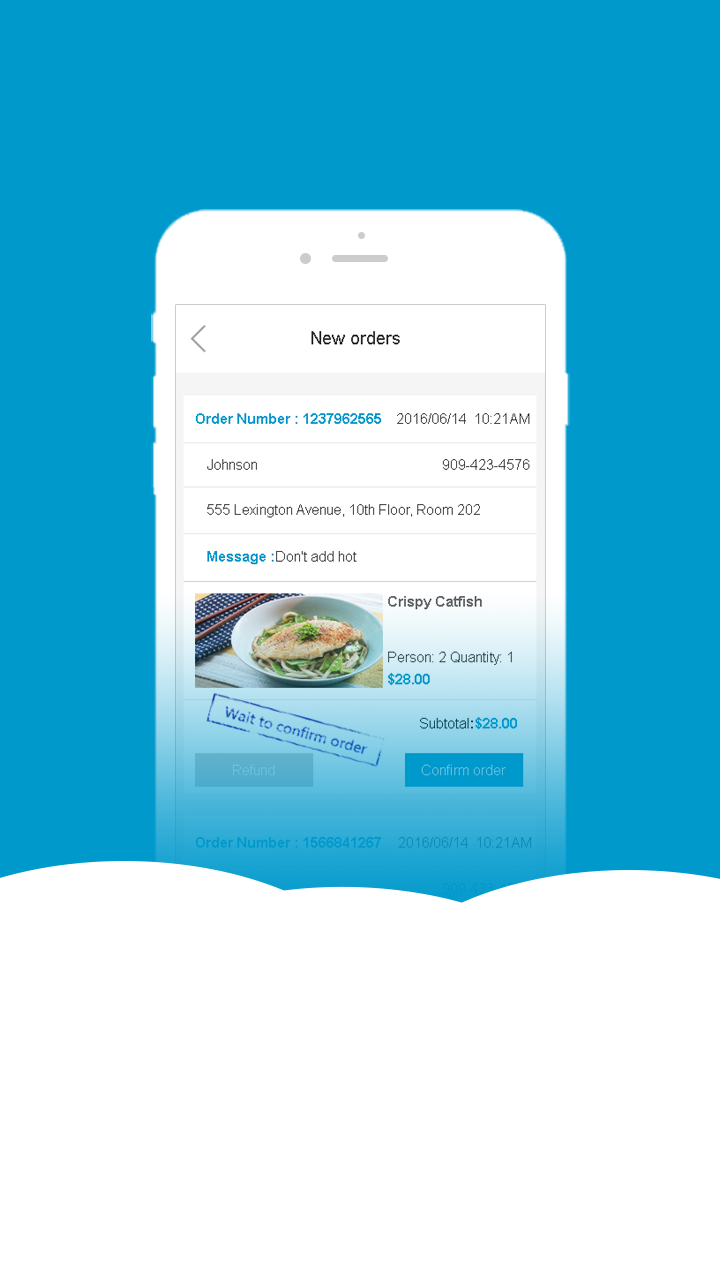 New orders
Order Number : 1237962565 2016/06/14 10:21AM
Johnson 909-423-4576
555 Lexington Avenue, 10th Floor, Room 202
Message :Don't add hot
Crispy Catfish
Person: 2 Quantity: 1
$28.00
Wait to confirm order
Subtotal:$28.00
Refund Confirm order
Order Number : 1566841267 2016/06/14 10:21AM